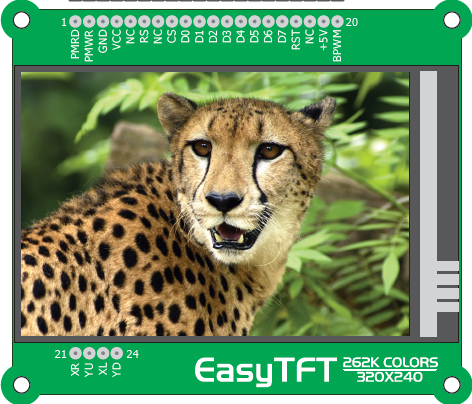 1 20
PMRD PMWR GND VCC NC RS NC CS D0 D1 D2 D3 D4 D5 D6 D7 RST NC +5V BPWM
21 24
XR YU XL YD
EasyTFT 262K COLORS
320X240